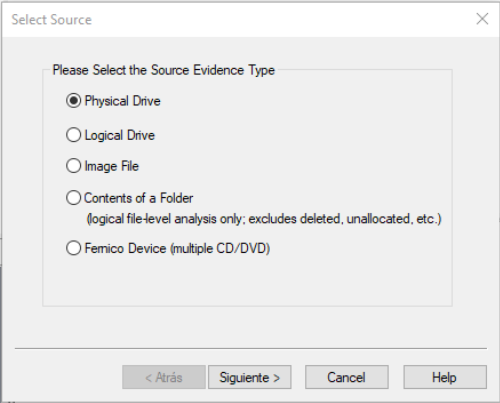 Select Source
Please Select the Source Evidence Type
Physical Drive
Logical Drive
Image File
Contents of a Folder
(logical file-level analysis only; excludes deleted, unallocated, etc.)
Fernico Device (multiple CD/DVD)
< Atrás Siguiente > Cancel Help